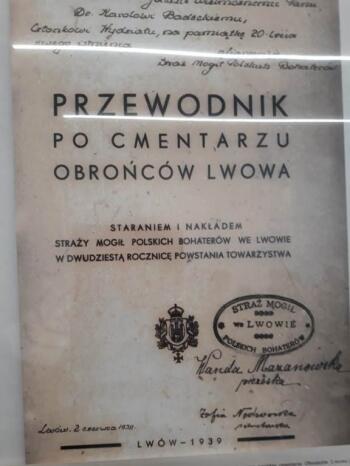 Dr. Karolowi Badeckiemu,
Członkowi Wydziału, na pamiątkę 20-lecia
Straż Mogił Polskich Bohaterów
PRZEWODNIK
PO CMENTARZU
OBROŃCÓW LWOWA
STARANIEM I NAKŁADEM
STRAŻY MOGIŁ POLSKICH BOHATERÓW WE LWOWIE
W DWUDZIESTĄ ROCZNICĘ POWSTANIA TOWARZYSTWA
STRAŻ MOGIŁ
we LWOWIE
POLSKICH BOHATERÓW
Wanda Mazanowska
prezeska
Zofia
sekretarka
Lwów, 2 czerwca 1939.
LWÓW–1939